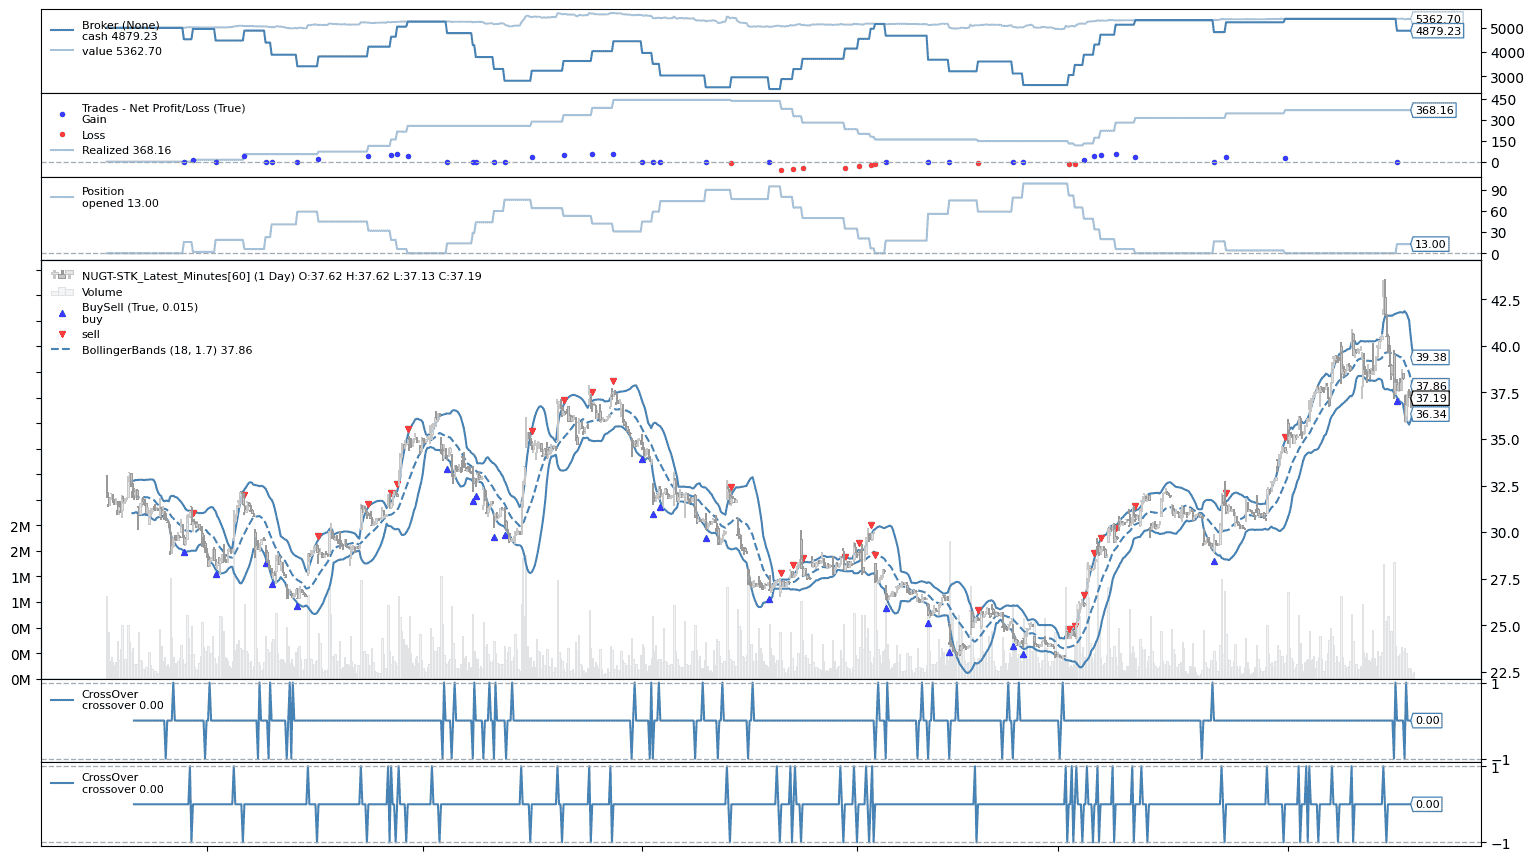 Broker (None)
cash 4879.23
value 5362.70
5362.70
4879.23
5000
4000
3000
Trades - Net Profit/Loss (True)
Gain
Loss
Realized 368.16
368.16
450
300
150
0
Position
opened 13.00
13.00
90
60
30
0
NUGT-STK_Latest_Minutes[60] (1 Day) O:37.62 H:37.62 L:37.13 C:37.19
Volume
BuySell (True, 0.015)
buy
sell
BollingerBands (18, 1.7) 37.86
39.38
37.86
37.19
36.34
42.5
40.0
37.5
35.0
32.5
30.0
27.5
25.0
22.5
2M
2M
1M
1M
0M
0M
0M
CrossOver
crossover 0.00
0.00
1
−1
CrossOver
crossover 0.00
0.00
1
−1